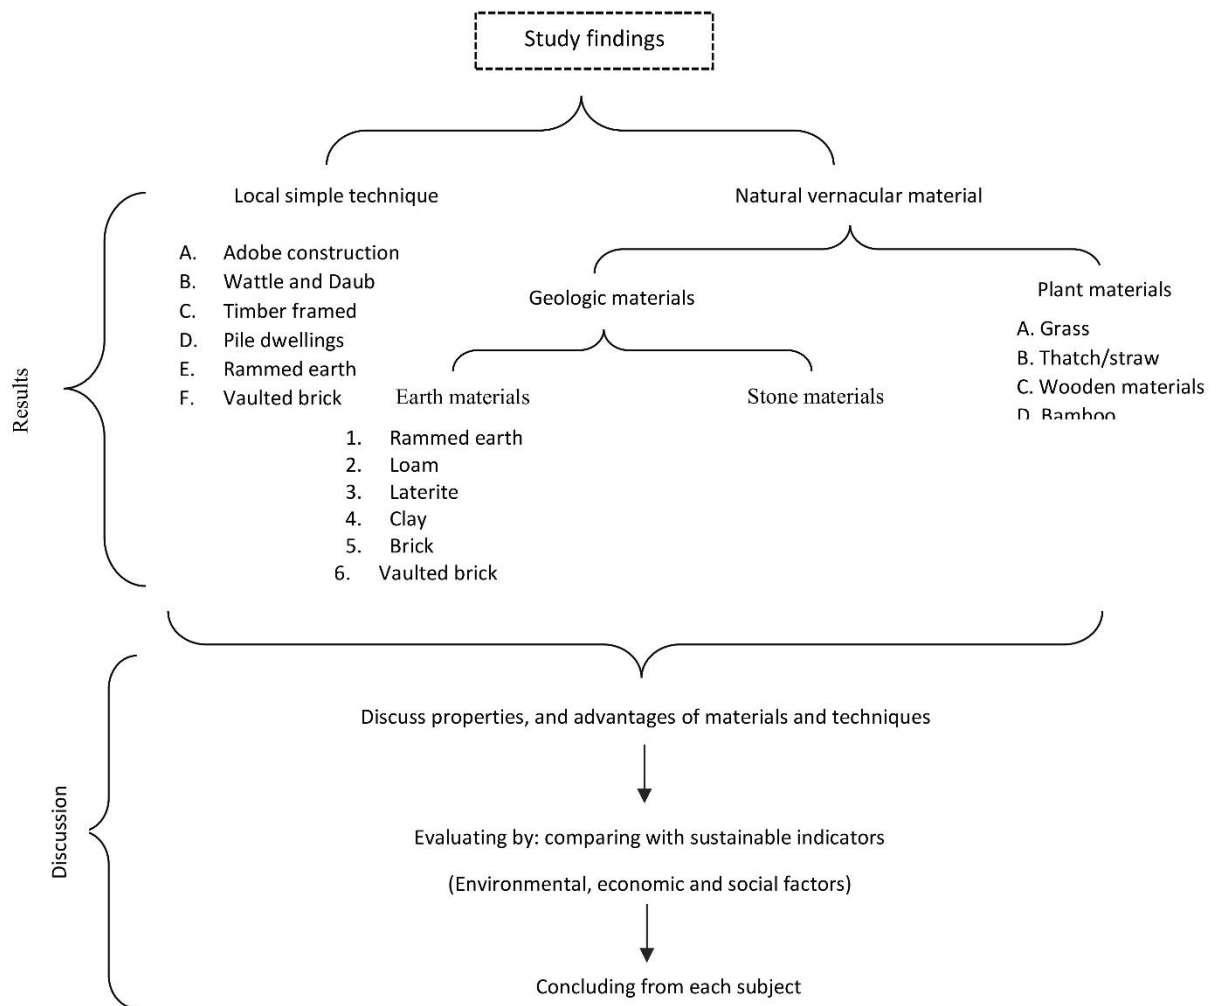 Study findings
Results
Local simple technique
A. Adobe construction
B. Wattle and Daub
C. Timber framed
D. Pile dwellings
E. Rammed earth
F. Vaulted brick
Natural vernacular material
Geologic materials
Earth materials
1. Rammed earth
2. Loam
3. Laterite
4. Clay
5. Brick
6. Vaulted brick
Stone materials
Plant materials
A. Grass
B. Thatch/straw
C. Wooden materials
D. Bamboo
Discussion
Discuss properties, and advantages of materials and techniques
Evaluating by: comparing with sustainable indicators
(Environmental, economic and social factors)
Concluding from each subject